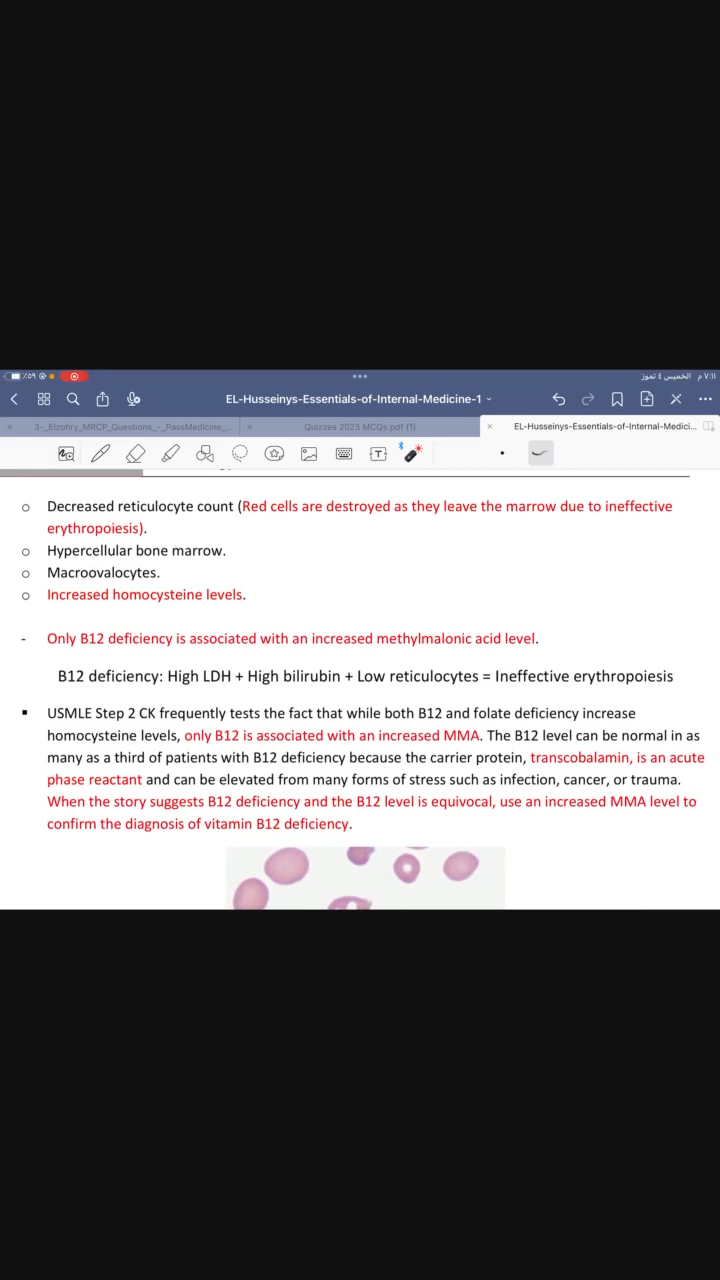 ٪٥٩
٧:١١ م الخميس ٤ تموز
EL-Husseinys-Essentials-of-Internal-Medicine-1
3-_Elzohry_MRCP_Questions_-_PassMedicine_...
Quizzes 2023 MCQs.pdf (1)
EL-Husseinys-Essentials-of-Internal-Medici...
o Decreased reticulocyte count (Red cells are destroyed as they leave the marrow due to ineffective
erythropoiesis).
o Hypercellular bone marrow.
o Macroovalocytes.
o Increased homocysteine levels.
- Only B12 deficiency is associated with an increased methylmalonic acid level.
B12 deficiency: High LDH + High bilirubin + Low reticulocytes = Ineffective erythropoiesis
▪ USMLE Step 2 CK frequently tests the fact that while both B12 and folate deficiency increase
homocysteine levels, only B12 is associated with an increased MMA. The B12 level can be normal in as
many as a third of patients with B12 deficiency because the carrier protein, transcobalamin, is an acute
phase reactant and can be elevated from many forms of stress such as infection, cancer, or trauma.
When the story suggests B12 deficiency and the B12 level is equivocal, use an increased MMA level to
confirm the diagnosis of vitamin B12 deficiency.